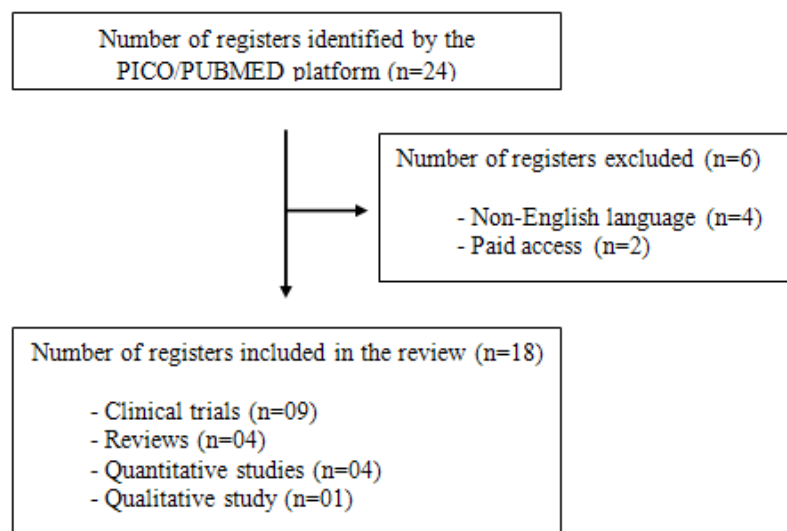 Number of registers identified by the
PICO/PUBMED platform (n=24)
Number of registers excluded (n=6)
- Non-English language (n=4)
- Paid access (n=2)
Number of registers included in the review (n=18)
- Clinical trials (n=09)
- Reviews (n=04)
- Quantitative studies (n=04)
- Qualitative study (n=01)